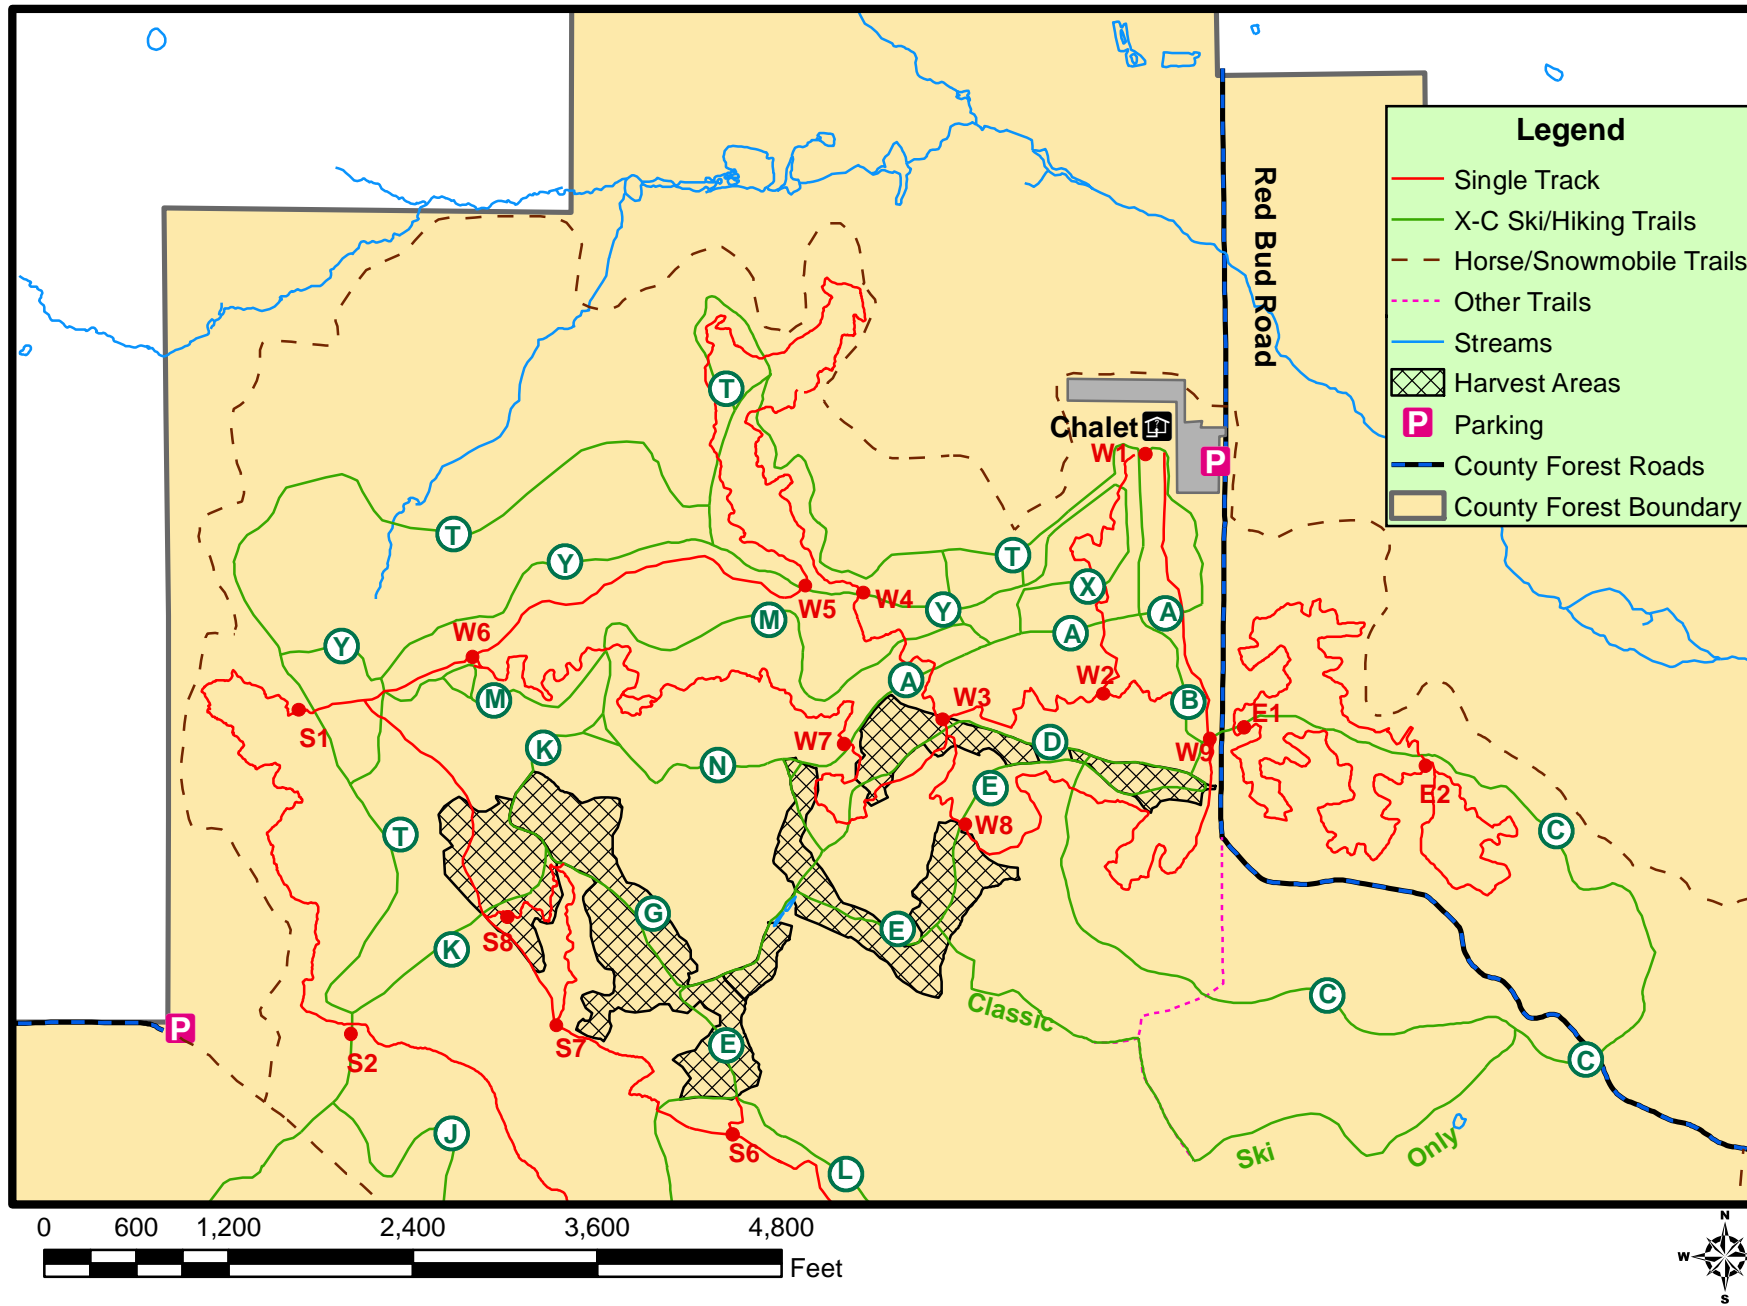 Legend
Single Track
X-C Ski/Hiking Trails
Horse/Snowmobile Trails
Other Trails
Streams
Harvest Areas
P Parking
County Forest Roads
County Forest Boundary
Red Bud Road
Chalet
W1
P
T
T
Y
T
X
Y
W5
W4
M
A
A
Y
W6
M
A
W2
B
W3
E1
S1
K
N
W7
D
W9
E
E2
T
W8
C
G
S8
K
E
C
Classic
P
S2
S7
E
C
J
S6
L
Ski
Only
0 600 1,200 2,400 3,600 4,800
Feet
N
W
S